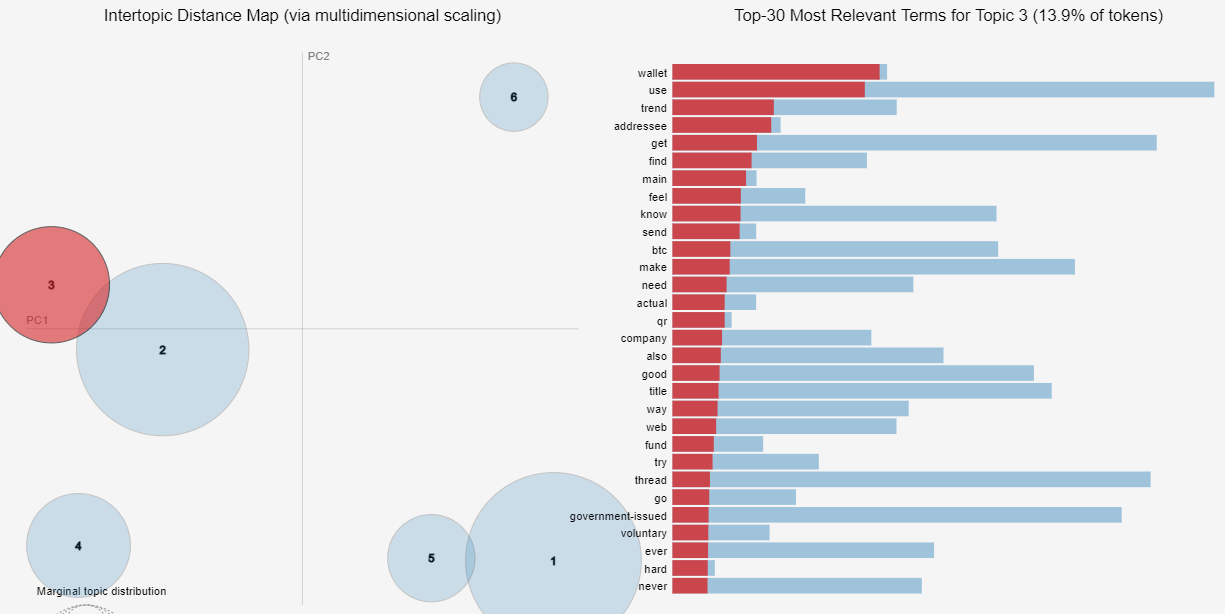 Intertopic Distance Map (via multidimensional scaling)
Top-30 Most Relevant Terms for Topic 3 (13.9% of tokens)
PC2
6
3
PC1
2
4
5
1
Marginal topic distribution
wallet
use
trend
addressee
get
find
main
feel
know
send
btc
make
need
actual
qr
company
also
good
title
way
web
fund
try
thread
go
government-issued
voluntary
ever
hard
never